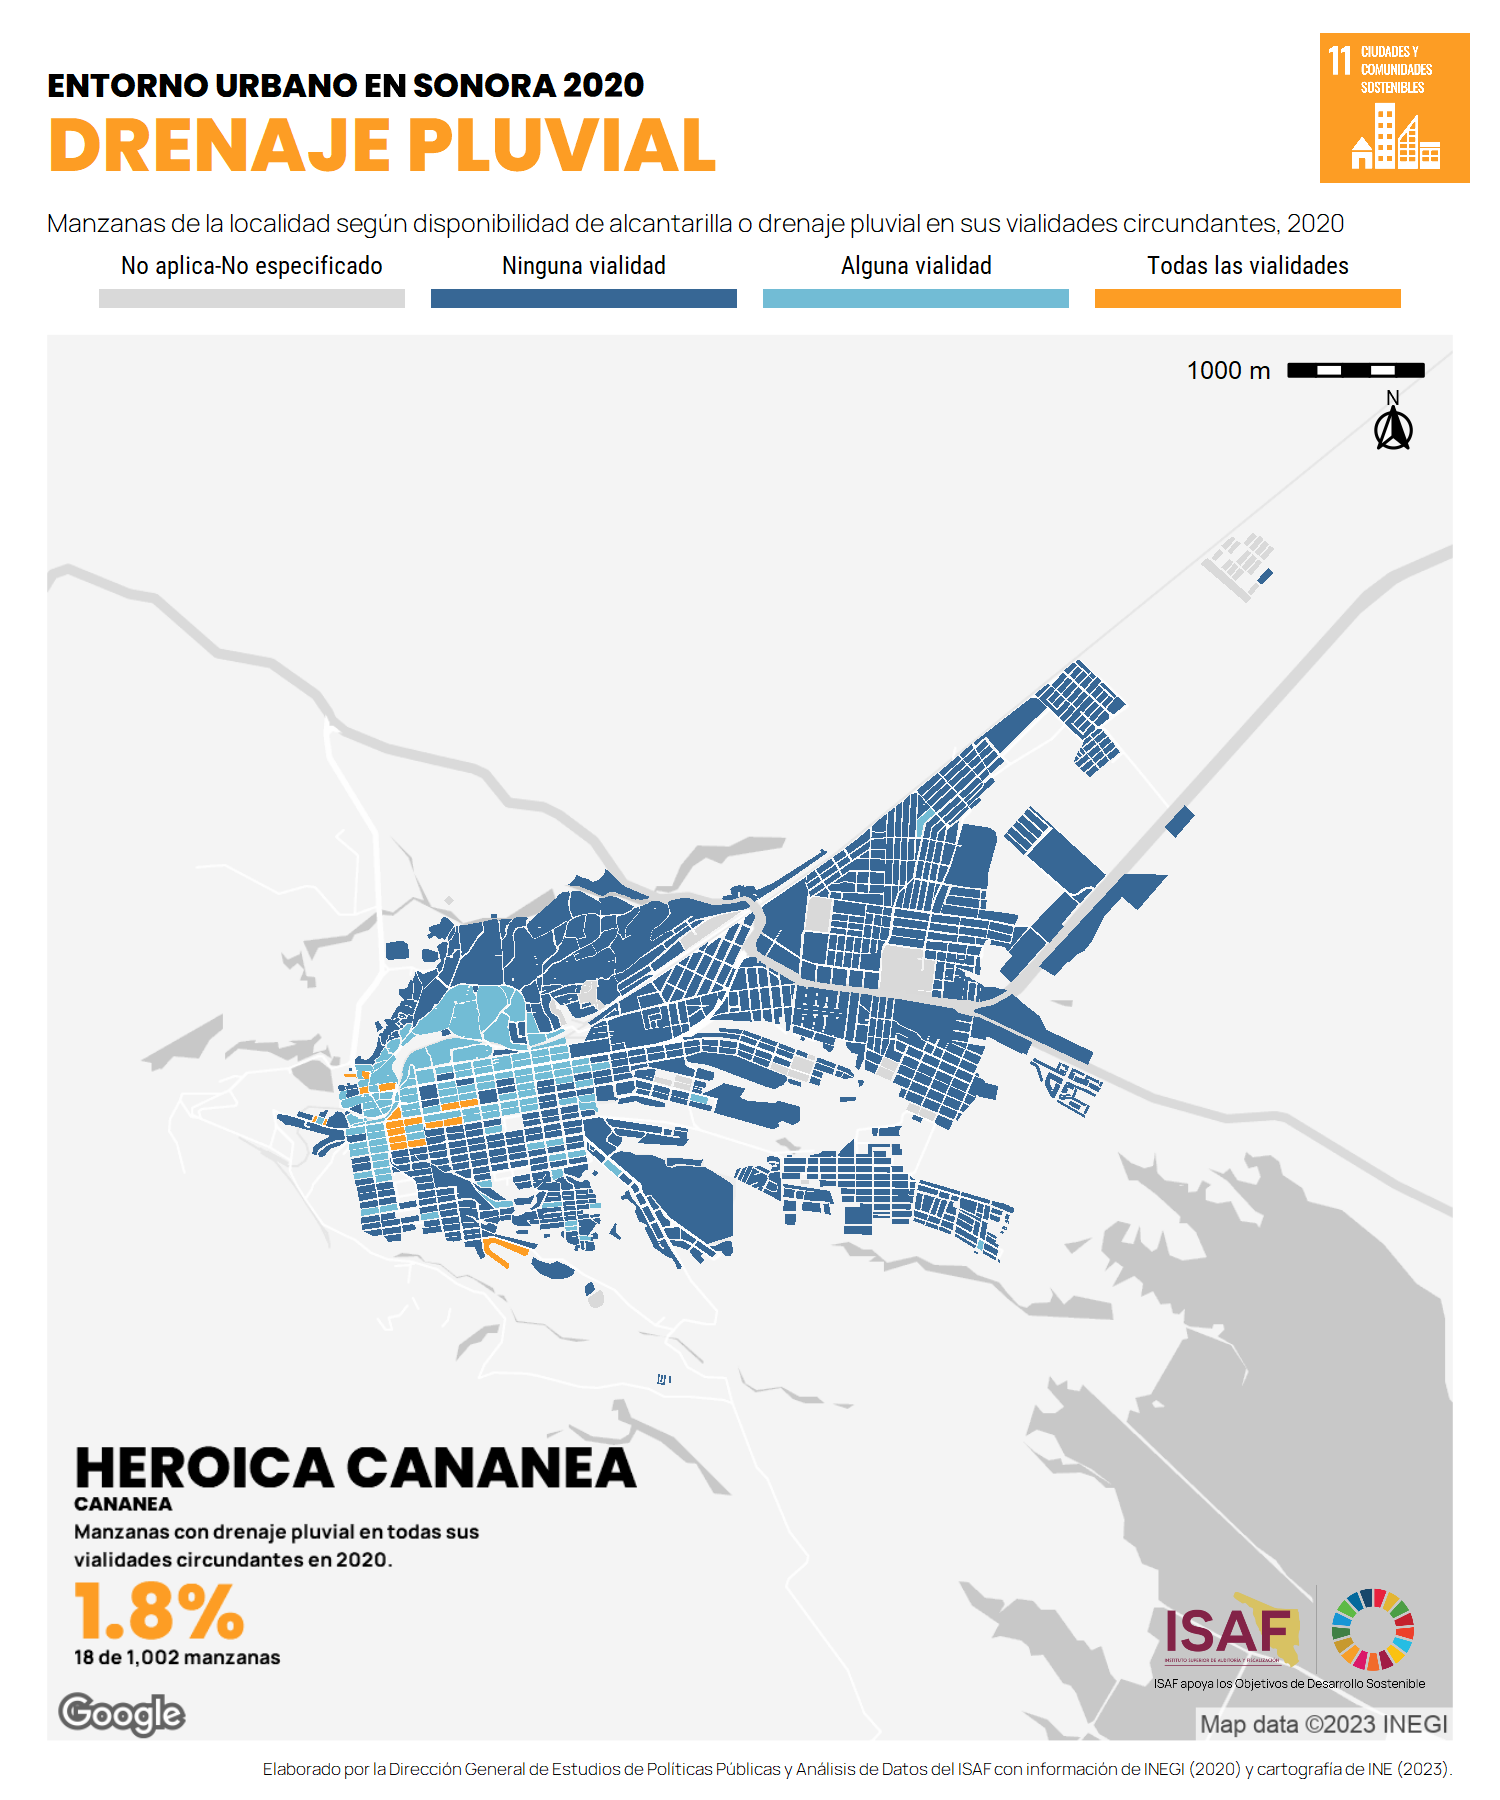 ENTORNO URBANO EN SONORA 2020
DRENAJE PLUVIAL
11 CIUDADES Y
COMUNIDADES
SOSTENIBLES
Manzanas de la localidad según disponibilidad de alcantarilla o drenaje pluvial en sus vialidades circundantes, 2020
No aplica-No especificado
Ninguna vialidad
Alguna vialidad
Todas las vialidades
1000 m
N
HEROICA CANANEA
CANANEA
Manzanas con drenaje pluvial en todas sus
vialidades circundantes en 2020.
1.8%
18 de 1,002 manzanas
ISAF
INSTITUTO SUPERIOR DE AUDITORÍA Y FISCALIZACIÓN
ISAF apoya los Objetivos de Desarrollo Sostenible
Google
Map data ©2023 INEGI
Elaborado por la Dirección General de Estudios de Políticas Públicas y Análisis de Datos del ISAF con información de INEGI (2020) y cartografía de INE (2023).